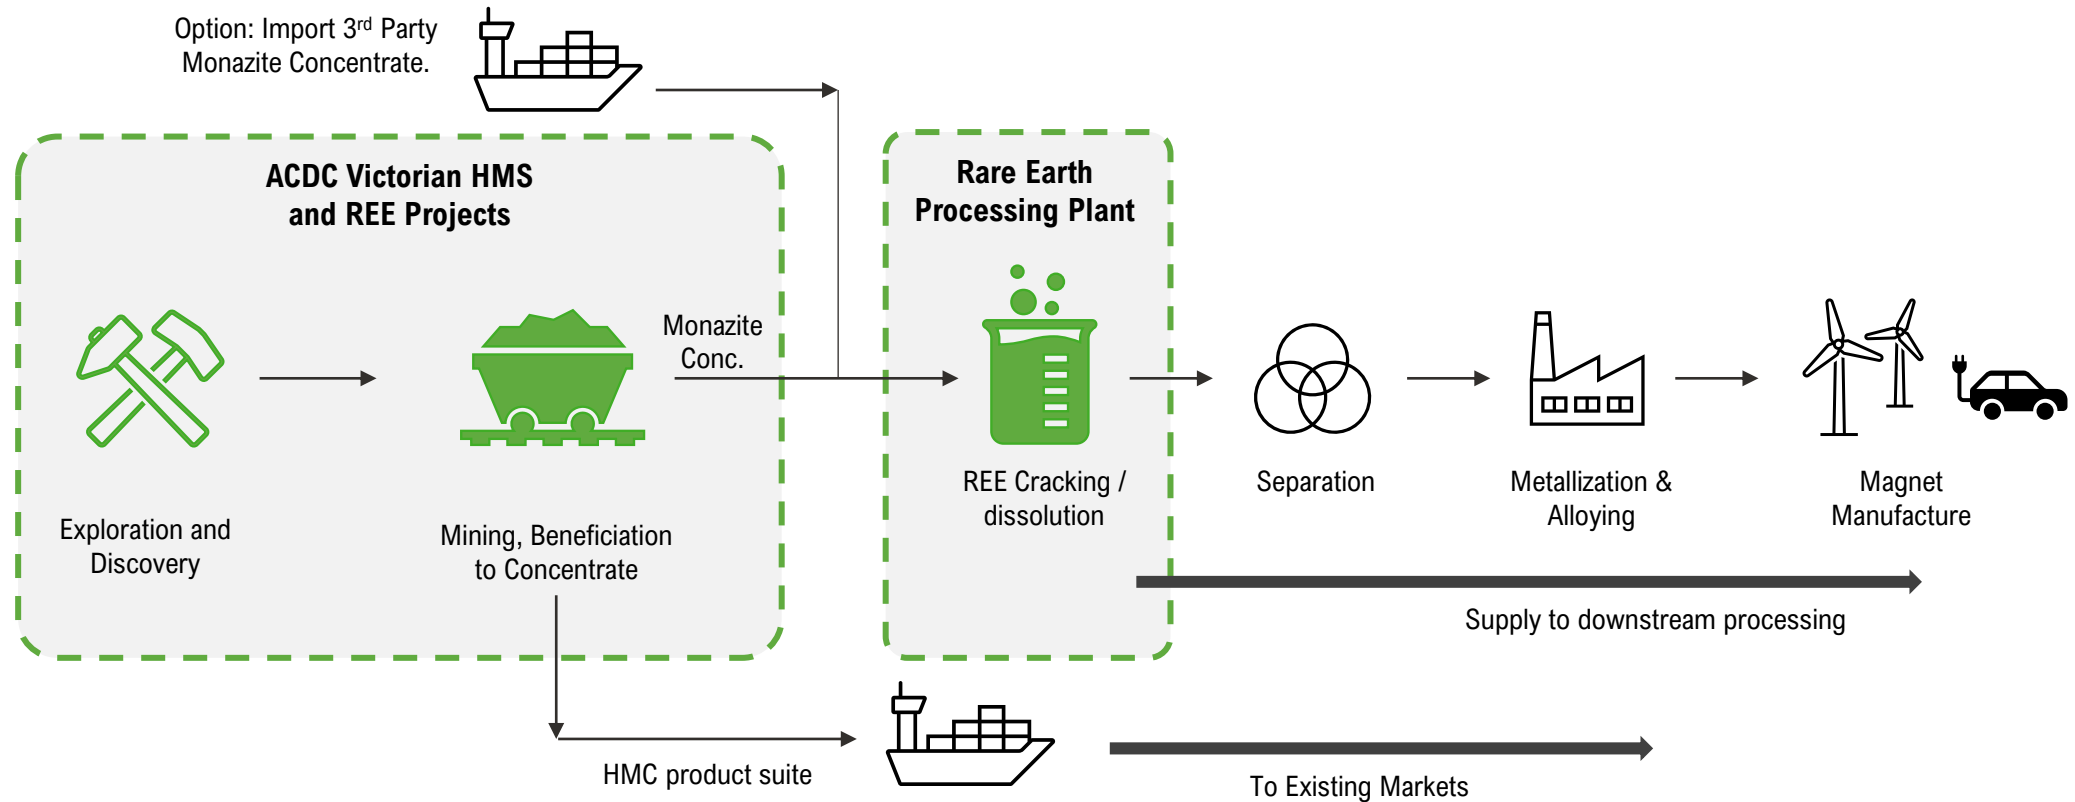 Option: Import 3rd Party
Monazite Concentrate.
ACDC Victorian HMS
and REE Projects
Rare Earth
Processing Plant
Monazite
Conc.
Exploration and
Discovery
Mining, Beneficiation
to Concentrate
REE Cracking /
dissolution
Separation
Metallization &
Alloying
Magnet
Manufacture
Supply to downstream processing
HMC product suite
To Existing Markets